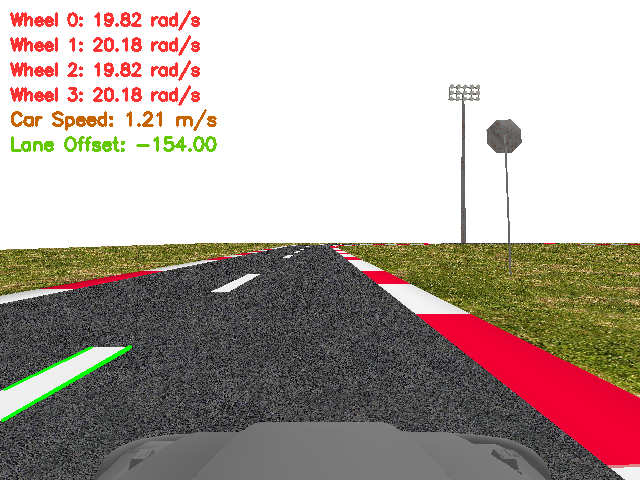 Wheel 0: 19.82 rad/s
Wheel 1: 20.18 rad/s
Wheel 2: 19.82 rad/s
Wheel 3: 20.18 rad/s
Car Speed: 1.21 m/s
Lane Offset: -154.00